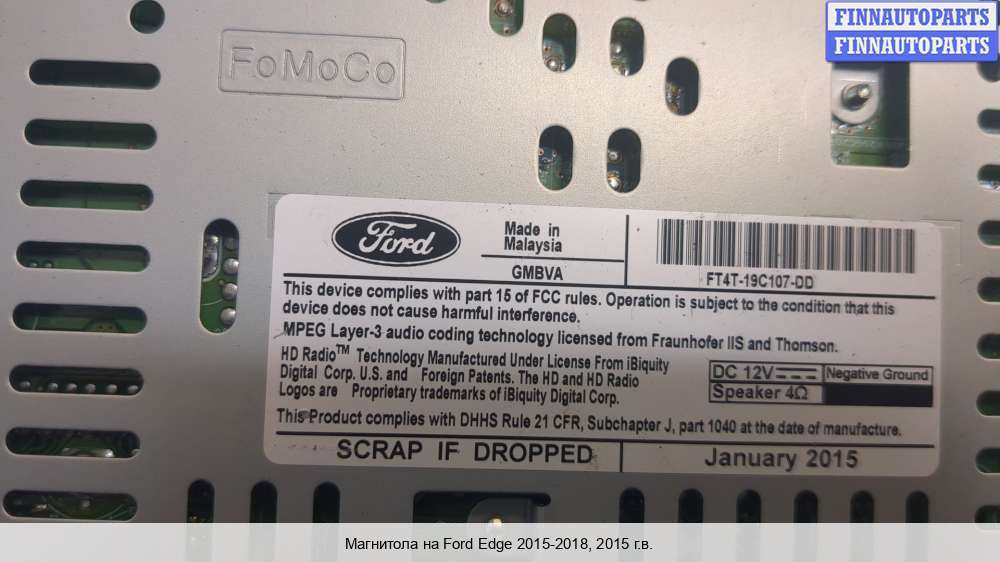 FINNAUTOPARTS
FINNAUTOPARTS
FoMoCo
Ford
Made in
Malaysia
GMBVA
FT4T-19C107-DD
This device complies with part 15 of FCC rules. Operation is subject to the condition that this
device does not cause harmful interference.
MPEG Layer-3 audio coding technology licensed from Fraunhofer IIS and Thomson.
HD Radio™ Technology Manufactured Under License From iBiquity
Digital Corp. U.S. and Foreign Patents. The HD and HD Radio
Logos are Proprietary trademarks of iBiquity Digital Corp.
DC 12V
Negative Ground
Speaker 4Ω
This Product complies with DHHS Rule 21 CFR, Subchapter J, part 1040 at the date of manufacture.
SCRAP IF DROPPED
January 2015
Магнитола на Ford Edge 2015-2018, 2015 г.в.